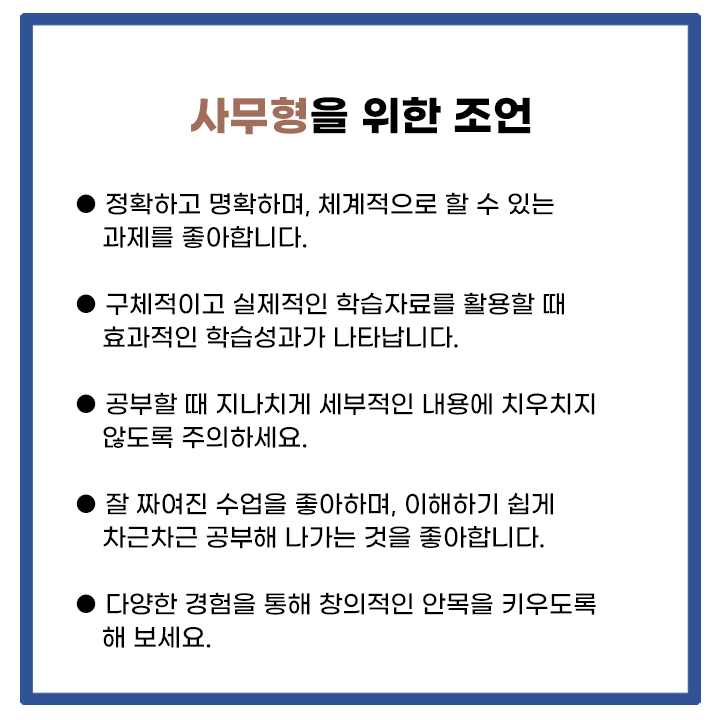 사무형을 위한 조언
● 정확하고 명확하며, 체계적으로 할 수 있는
과제를 좋아합니다.
● 구체적이고 실제적인 학습자료를 활용할 때
효과적인 학습성과가 나타납니다.
● 공부할 때 지나치게 세부적인 내용에 치우치지
않도록 주의하세요.
● 잘 짜여진 수업을 좋아하며, 이해하기 쉽게
차근차근 공부해 나가는 것을 좋아합니다.
● 다양한 경험을 통해 창의적인 안목을 키우도록
해 보세요.